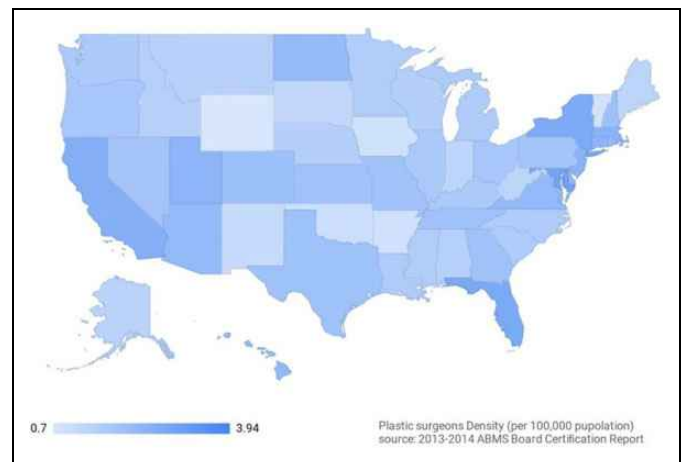 0.7
3.94
Plastic surgeons Density (per 100,000 pupolation)
source: 2013-2014 ABMS Board Certification Report